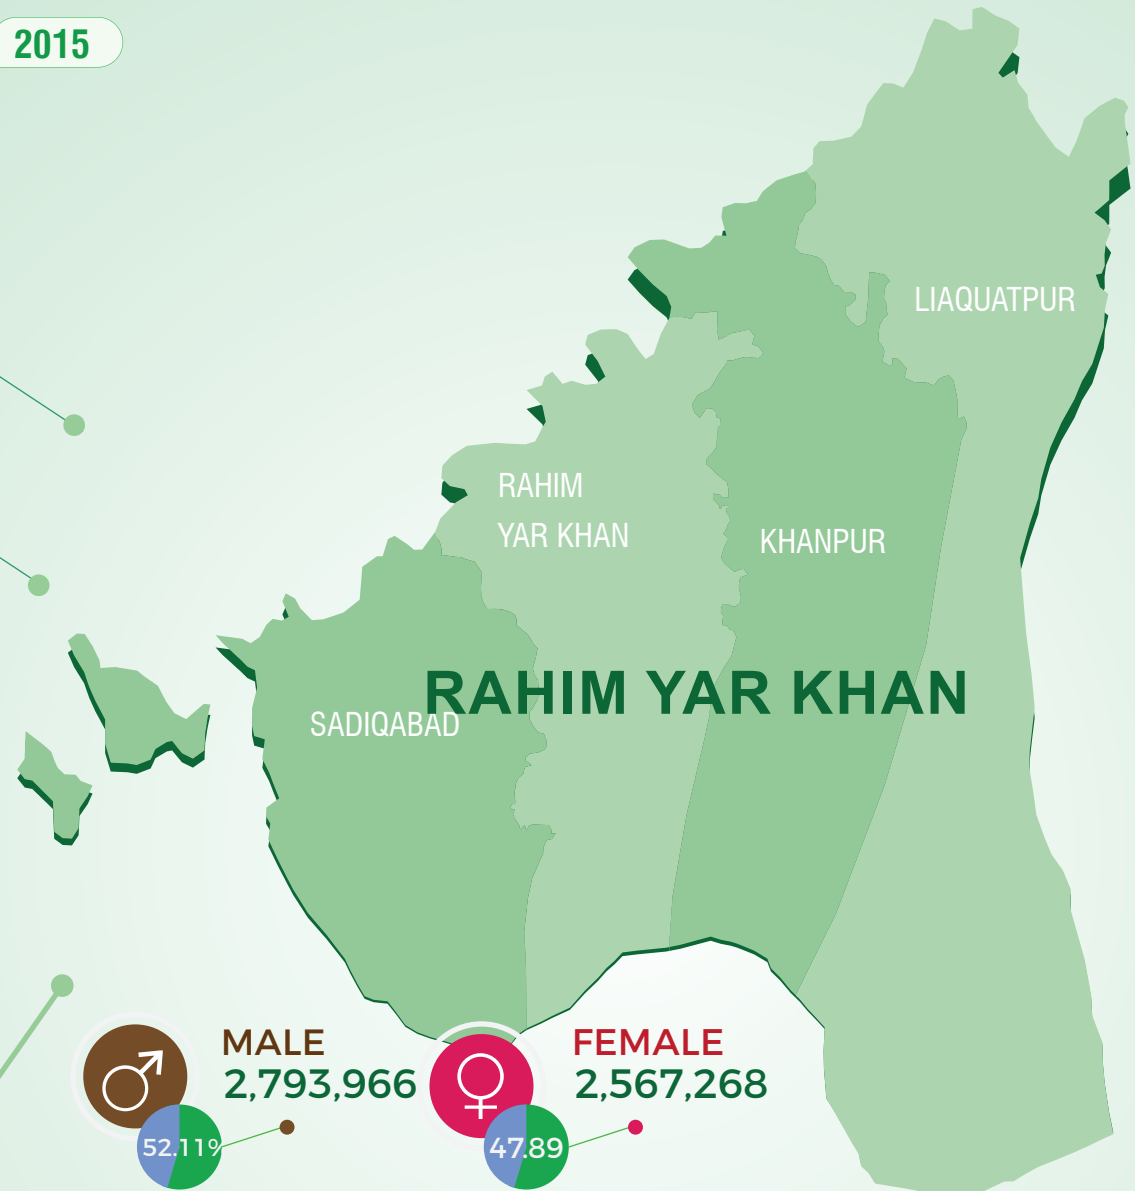 2015
LIAQUATPUR
RAHIM
YAR KHAN
KHANPUR
RAHIM YAR KHAN
SADIQABAD
MALE
2,793,966
52.11%
FEMALE
2,567,268
47.89